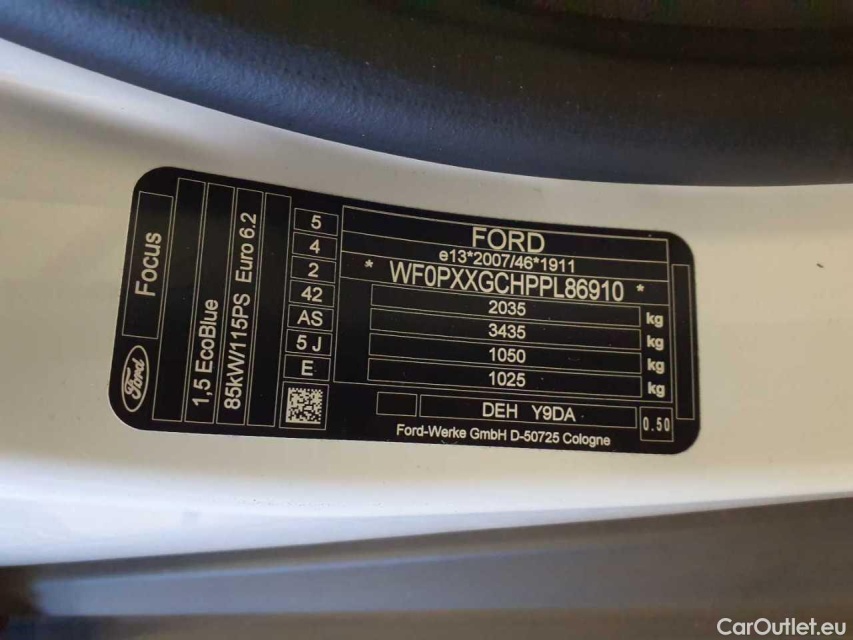 Focus
Ford
1,5 EcoBlue
85kW/115PS Euro 6.2
5
4
2
42
AS
5 J
E
FORD
e13*2007/46*1911
* WF0PXXGCHPPL86910 *
2035 kg
3435 kg
1050 kg
1025 kg
DEH Y9DA
0.50
Ford-Werke GmbH D-50725 Cologne
CarOutlet.eu